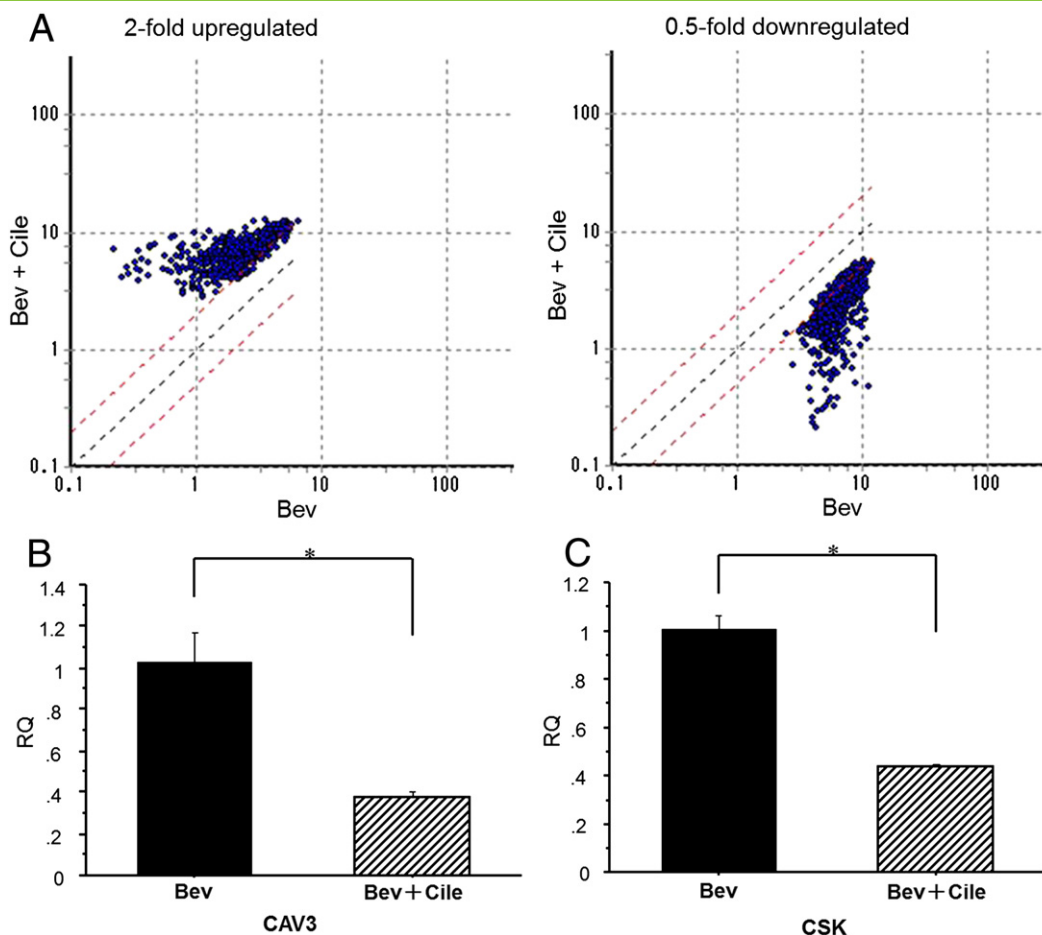 A
2-fold upregulated
0.5-fold downregulated
Bev + Cile
100
10
1
0.1
0.1
1
10
100
Bev
Bev + Cile
100
10
1
0.1
0.1
1
10
100
Bev
B
*
RQ
1.4
1.2
1
.8
.6
.4
.2
0
Bev
Bev+Cile
CAV3
C
*
RQ
1.2
1
.8
.6
.4
.2
0
Bev
Bev+Cile
CSK